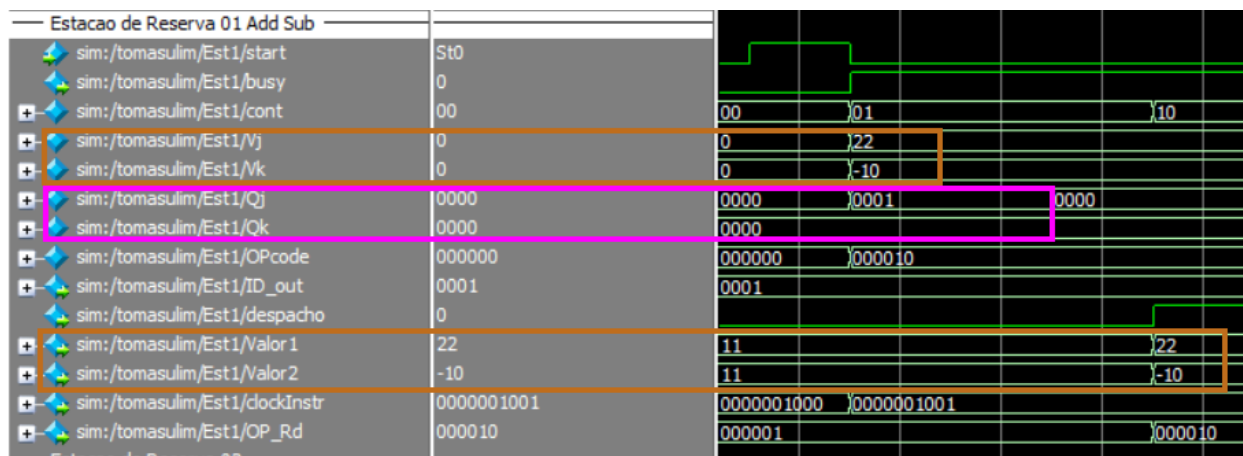 Estacao de Reserva 01 Add Sub
sim:/tomasulim/Est1/start St0
sim:/tomasulim/Est1/busy 0
sim:/tomasulim/Est1/cont 00 00 01 10
sim:/tomasulim/Est1/Vj 0 0 22
sim:/tomasulim/Est1/Vk 0 0 -10
sim:/tomasulim/Est1/Qj 0000 0000 0001 0000
sim:/tomasulim/Est1/Qk 0000 0000
sim:/tomasulim/Est1/OPcode 000000 000000 000010
sim:/tomasulim/Est1/ID_out 0001 0001
sim:/tomasulim/Est1/despacho 0
sim:/tomasulim/Est1/Valor1 22 11 22
sim:/tomasulim/Est1/Valor2 -10 11 -10
sim:/tomasulim/Est1/clockInstr 0000001001 0000001000 0000001001
sim:/tomasulim/Est1/OP_Rd 000010 000001 000010